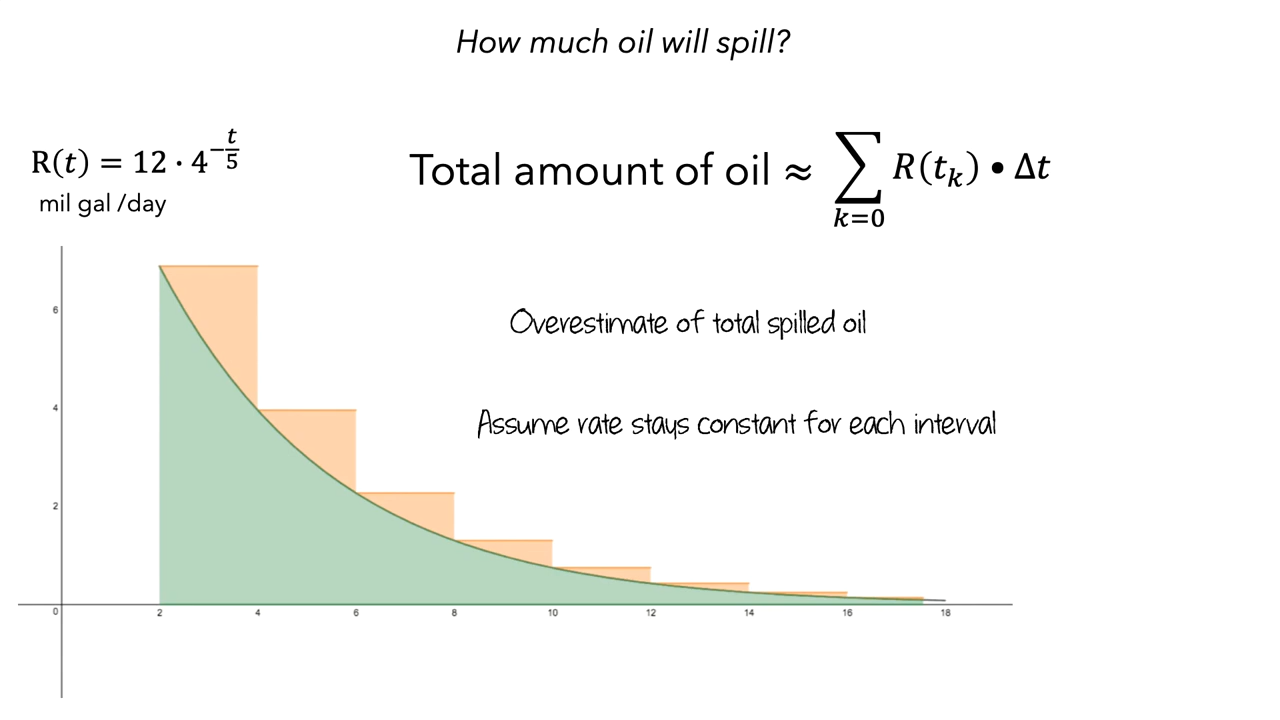 How much oil will spill?
R(t) = 12 · 4^{-\frac{t}{5}}
mil gal /day
Total amount of oil ≈ \sum_{k=0} R(t_k) • Δt
Overestimate of total spilled oil
Assume rate stays constant for each interval
6
4
2
0 2 4 6 8 10 12 14 16 18